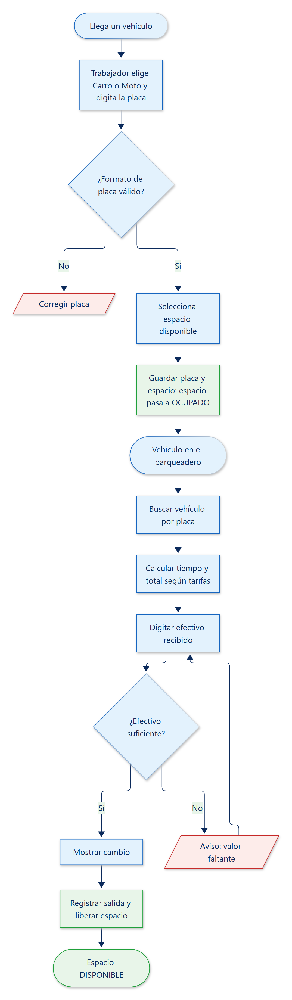 Llega un vehículo
Trabajador elige
Carro o Moto y
digita la placa
¿Formato de
placa válido?
No
Sí
Corregir placa
Selecciona
espacio
disponible
Guardar placa y
espacio: espacio
pasa a OCUPADO
Vehículo en el
parqueadero
Buscar vehículo
por placa
Calcular tiempo y
total según tarifas
Digitar efectivo
recibido
¿Efectivo
suficiente?
Sí
No
Mostrar cambio
Aviso: valor
faltante
Registrar salida y
liberar espacio
Espacio
DISPONIBLE